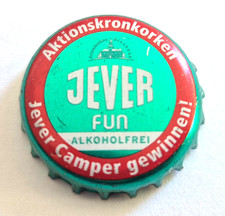 Aktionskronkorken
JEVER
FUN
ALKOHOLFREI
Jever Camper gewinnen!